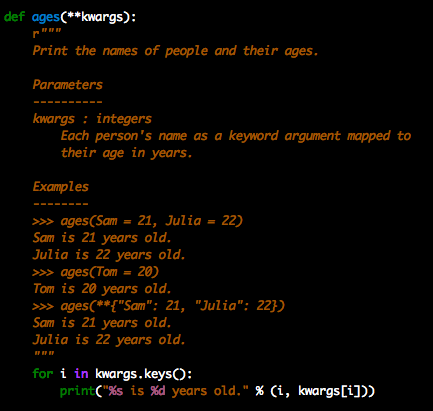 def ages(**kwargs):
    r"""
    Print the names of people and their ages.

    Parameters
    ----------
    kwargs : integers
        Each person's name as a keyword argument mapped to
        their age in years.

    Examples
    --------
    >>> ages(Sam = 21, Julia = 22)
    Sam is 21 years old.
    Julia is 22 years old.
    >>> ages(Tom = 20)
    Tom is 20 years old.
    >>> ages(**{"Sam": 21, "Julia": 22})
    Sam is 21 years old.
    Julia is 22 years old.
    """
    for i in kwargs.keys():
        print("%s is %d years old." % (i, kwargs[i]))